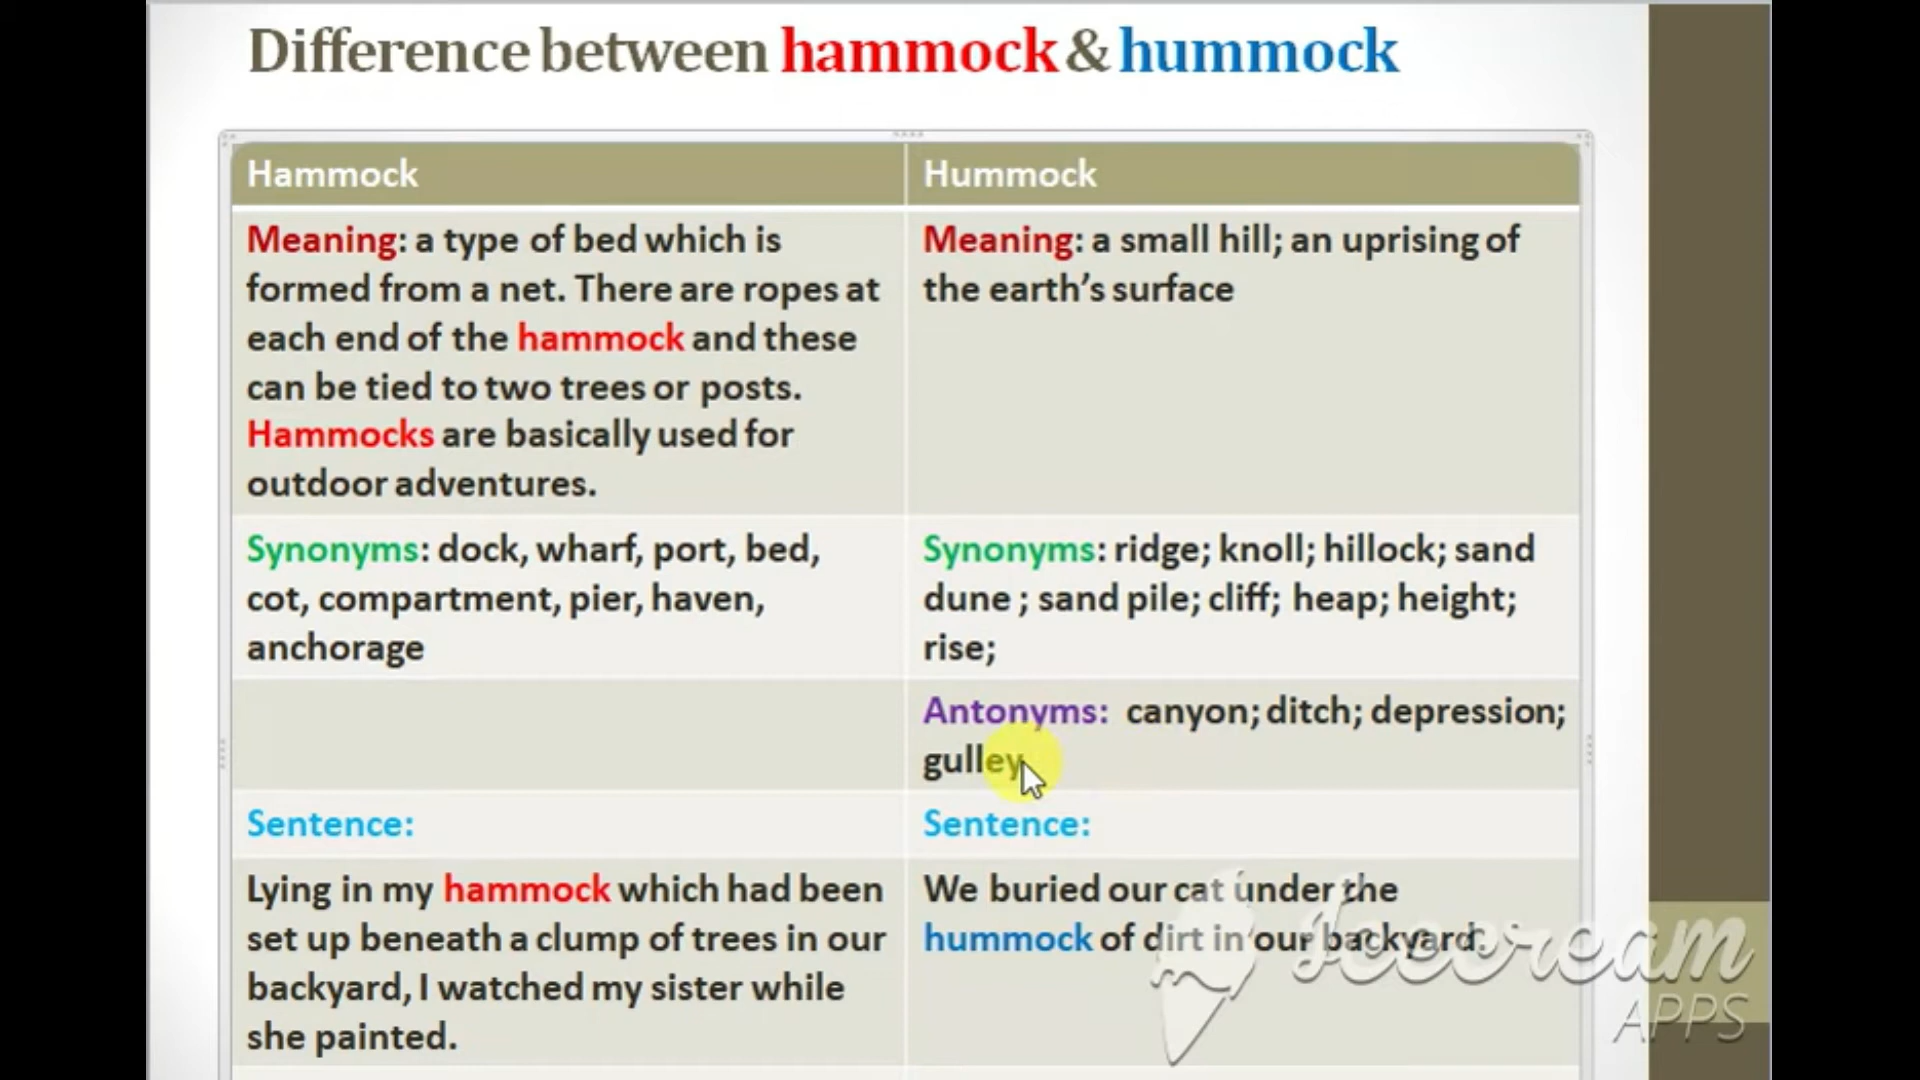 Difference between hammock & hummock
Hammock
Hummock
Meaning: a type of bed which is
formed from a net. There are ropes at
each end of the hammock and these
can be tied to two trees or posts.
Hammocks are basically used for
outdoor adventures.
Meaning: a small hill; an uprising of
the earth's surface
Synonyms: dock, wharf, port, bed,
cot, compartment, pier, haven,
anchorage
Synonyms: ridge; knoll; hillock; sand
dune ; sand pile; cliff; heap; height;
rise;
Antonyms: canyon; ditch; depression;
gulley
Sentence:
Sentence:
Lying in my hammock which had been
set up beneath a clump of trees in our
backyard, I watched my sister while
she painted.
We buried our cat under the
hummock of dirt in our backyard.
Icecream
APPS